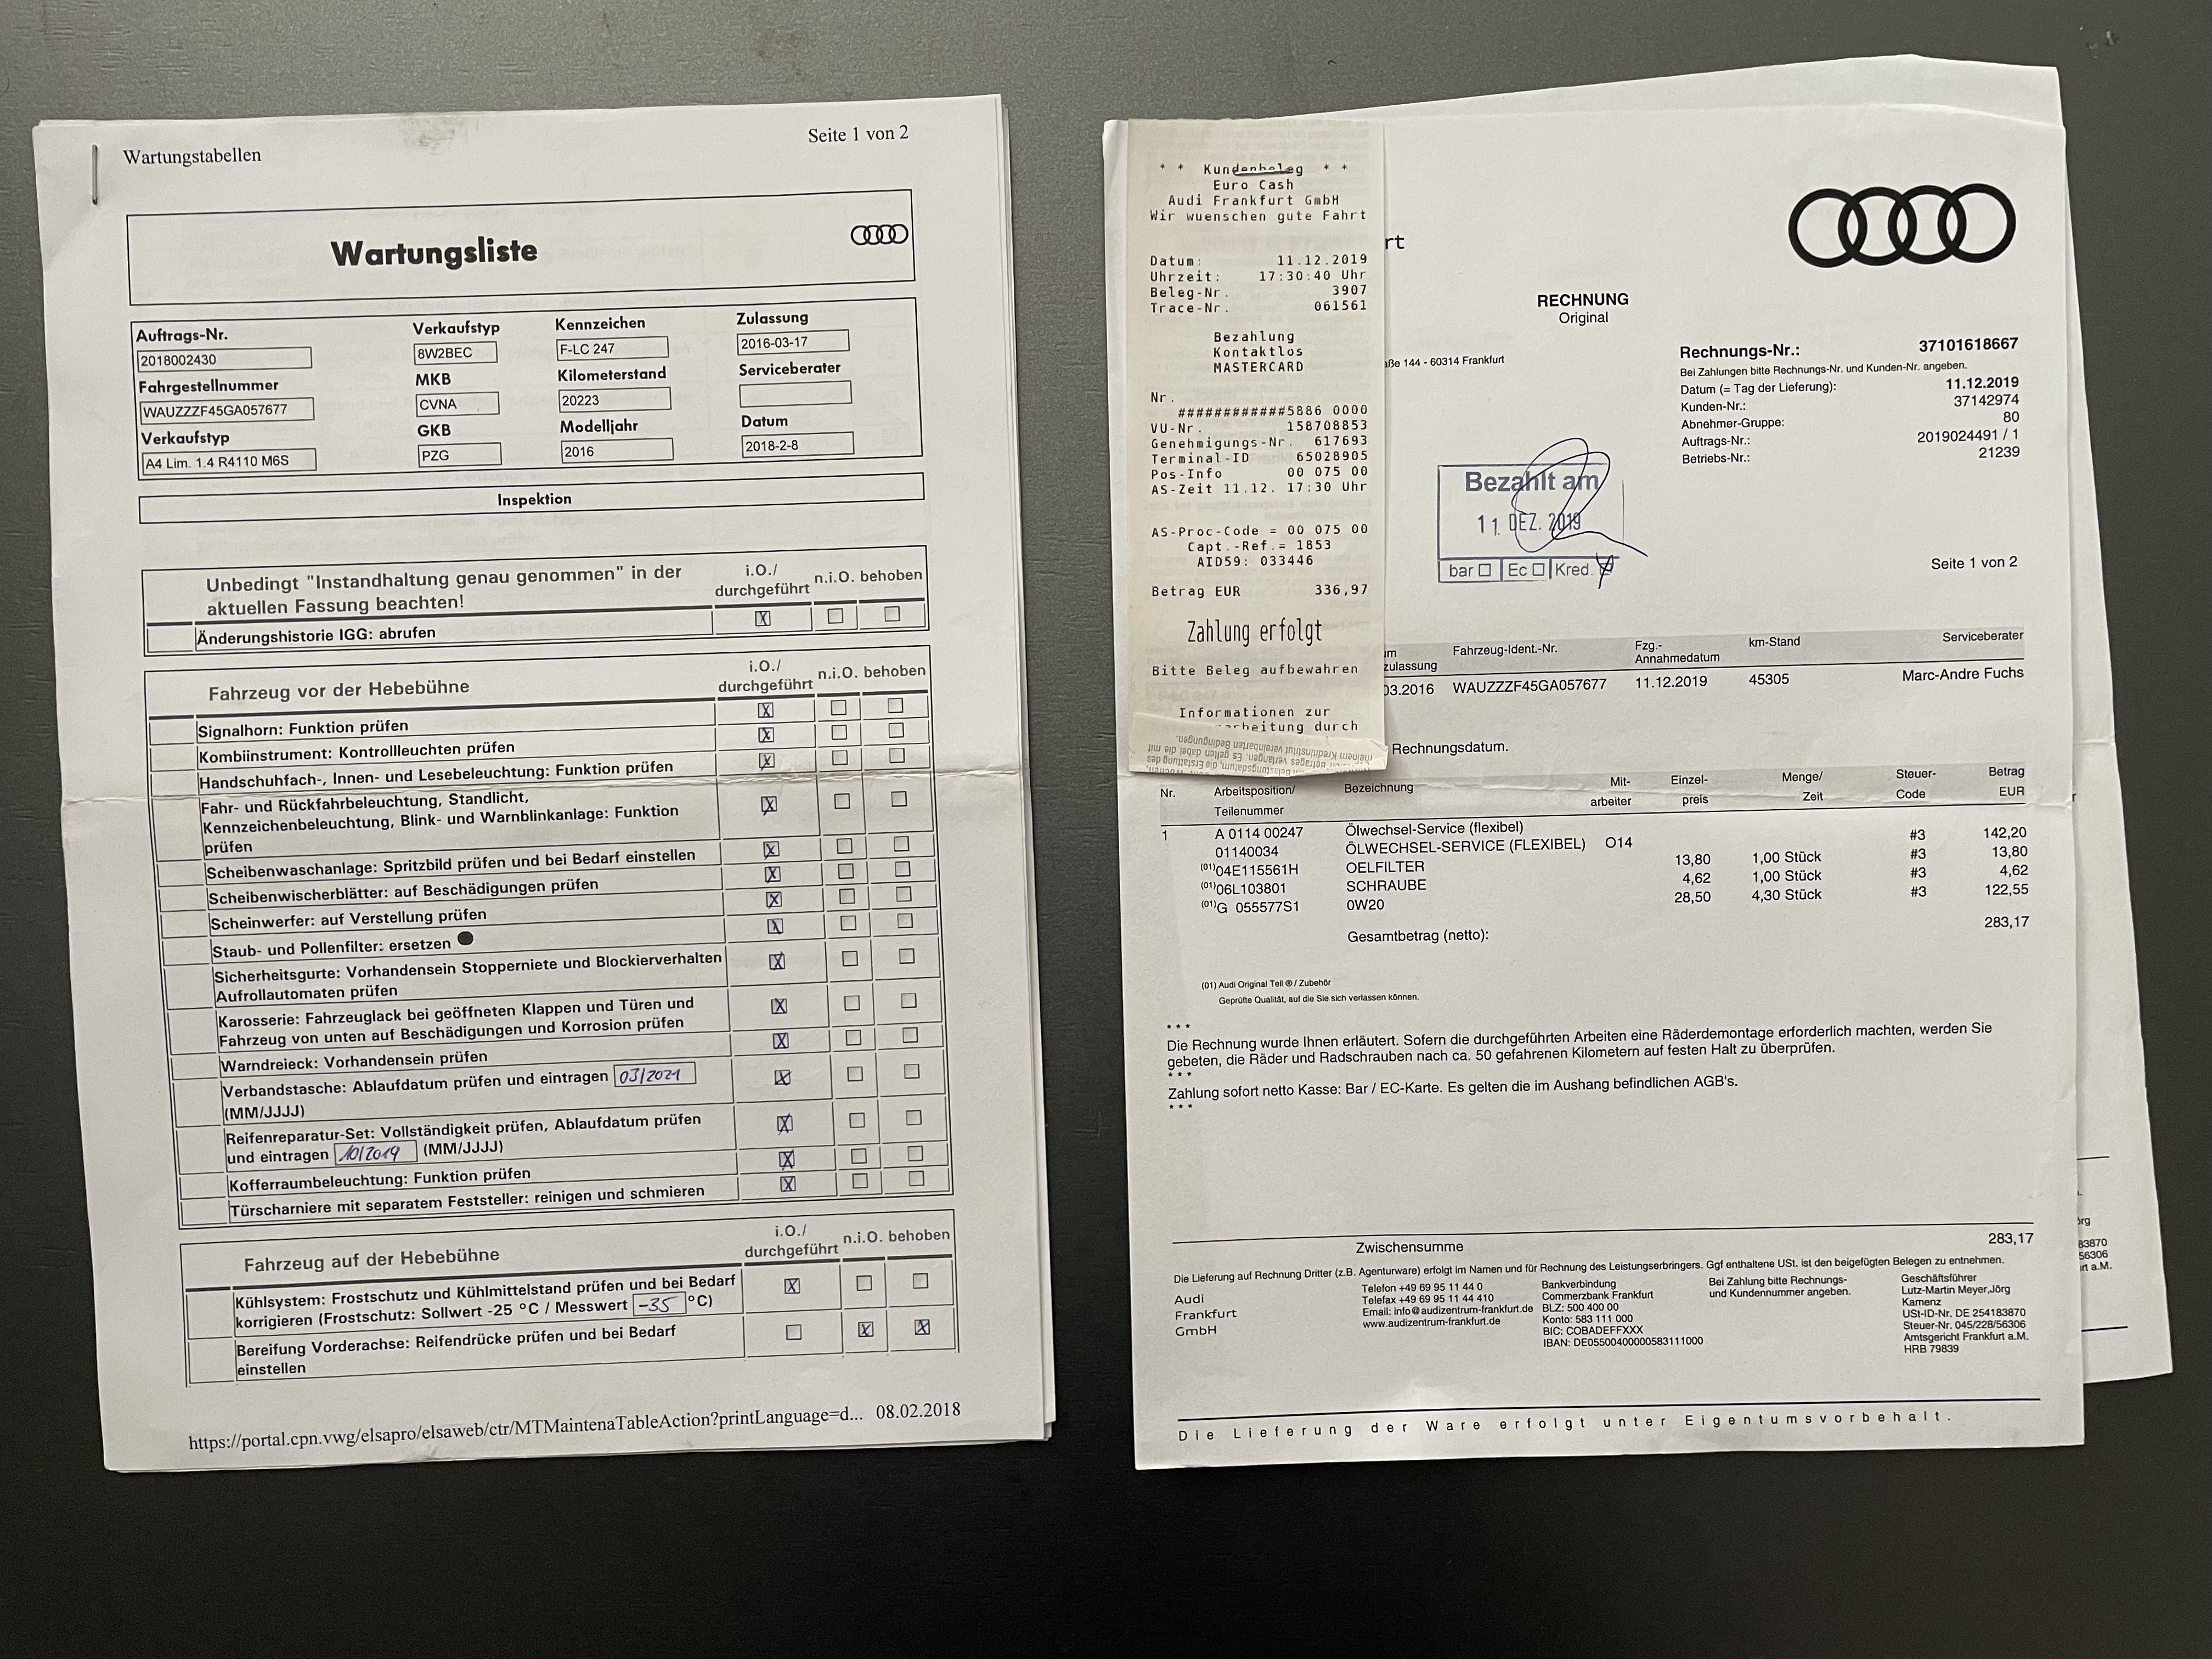 Wartungstabellen
Seite 1 von 2
Wartungsliste
Auftrags-Nr.
2018002430
Verkaufstyp
8W2BEC
Kennzeichen
F-LC 247
Zulassung
2016-03-17
Fahrgestellnummer
WAUZZZF45GA057677
MKB
CVNA
Kilometerstand
20223
Serviceberater
Verkaufstyp
A4 Lim. 1.4 R4110 M6S
GKB
PZG
Modelljahr
2016
Datum
2018-2-8
Inspektion
Unbedingt "Instandhaltung genau genommen" in der
aktuellen Fassung beachten!
i.O./
durchgeführt n.i.O. behoben
Änderungshistorie IGG: abrufen
Fahrzeug vor der Hebebühne
i.O./
durchgeführt n.i.O. behoben
Signalhorn: Funktion prüfen
Kombiinstrument: Kontrollleuchten prüfen
Handschuhfach-, Innen- und Lesebeleuchtung: Funktion prüfen
Fahr- und Rückfahrbeleuchtung, Standlicht,
Kennzeichenbeleuchtung, Blink- und Warnblinkanlage: Funktion
prüfen
Scheibenwaschanlage: Spritzbild prüfen und bei Bedarf einstellen
Scheibenwischerblätter: auf Beschädigungen prüfen
Scheinwerfer: auf Verstellung prüfen
Staub- und Pollenfilter: ersetzen
Sicherheitsgurte: Vorhandensein Stopperniete und Blockierverhalten
Aufrollautomaten prüfen
Karosserie: Fahrzeuglack bei geöffneten Klappen und Türen und
Fahrzeug von unten auf Beschädigungen und Korrosion prüfen
Warndreieck: Vorhandensein prüfen
Verbandstasche: Ablaufdatum prüfen und eintragen 03/2021
(MM/JJJJ)
Reifenreparatur-Set: Vollständigkeit prüfen, Ablaufdatum prüfen
und eintragen 10/2019 (MM/JJJJ)
Kofferraumbeleuchtung: Funktion prüfen
Türscharniere mit separatem Feststeller: reinigen und schmieren
Fahrzeug auf der Hebebühne
i.O./
durchgeführt n.i.O. behoben
Kühlsystem: Frostschutz und Kühlmittelstand prüfen und bei Bedarf
korrigieren (Frostschutz: Sollwert -25 °C / Messwert -35 °C)
Bereifung Vorderachse: Reifendrücke prüfen und bei Bedarf
einstellen
https://portal.cpn.vwg/elsapro/elsaweb/ctr/MTMaintenaTableAction?printLanguage=d... 08.02.2018
* * Kundenbeleg * *
Euro Cash
Audi Frankfurt GmbH
Wir wuenschen gute Fahrt
Datum: 11.12.2019
Uhrzeit: 17:30:40 Uhr
Beleg-Nr. 3907
Trace-Nr. 061561
Bezahlung
Kontaktlos
MASTERCARD
Nr.
############5886 0000
VU-Nr. 158708853
Genehmigungs-Nr. 617693
Terminal-ID 65028905
Pos-Info 00 075 00
AS-Zeit 11.12. 17:30 Uhr
AS-Proc-Code = 00 075 00
Capt.-Ref.= 1853
AID59: 033446
Betrag EUR 336,97
Zahlung erfolgt
Bitte Beleg aufbewahren
Informationen zur
durch
rt
RECHNUNG
Original
aße 144 - 60314 Frankfurt
Rechnungs-Nr.: 37101618667
Bei Zahlungen bitte Rechnungs-Nr. und Kunden-Nr. angeben.
Datum (= Tag der Lieferung): 11.12.2019
Kunden-Nr.: 37142974
Abnehmer-Gruppe: 80
Auftrags-Nr.: 2019024491 / 1
Betriebs-Nr.: 21239
Bezahlt am
11. DEZ. 2019
bar Ec Kred.
Seite 1 von 2
um
zulassung
Fahrzeug-Ident.-Nr.
Fzg.-
Annahmedatum
km-Stand
Serviceberater
03.2016 WAUZZZF45GA057677 11.12.2019 45305 Marc-Andre Fuchs
Rechnungsdatum.
Nr. Arbeitsposition/ Bezeichnung Mit- Einzel- Menge/ Steuer- Betrag
Teilenummer arbeiter preis Zeit Code EUR
1 A 0114 00247 Ölwechsel-Service (flexibel)
01140034 ÖLWECHSEL-SERVICE (FLEXIBEL) O14 #3 142,20
(01)04E115561H OELFILTER 13,80 1,00 Stück #3 13,80
(01)06L103801 SCHRAUBE 4,62 1,00 Stück #3 4,62
(01)G 055577S1 0W20 28,50 4,30 Stück #3 122,55
Gesamtbetrag (netto): 283,17
(01) Audi Original Teil ® / Zubehör
Geprüfte Qualität, auf die Sie sich verlassen können.
* * *
Die Rechnung wurde Ihnen erläutert. Sofern die durchgeführten Arbeiten eine Räderdemontage erforderlich machten, werden Sie
gebeten, die Räder und Radschrauben nach ca. 50 gefahrenen Kilometern auf festen Halt zu überprüfen.
* * *
Zahlung sofort netto Kasse: Bar / EC-Karte. Es gelten die im Aushang befindlichen AGB's.
* * *
Zwischensumme 283,17
Die Lieferung auf Rechnung Dritter (z.B. Agenturware) erfolgt im Namen und für Rechnung des Leistungserbringers. Ggf enthaltene USt. ist den beigefügten Belegen zu entnehmen.
Audi
Frankfurt
GmbH
Telefon +49 69 95 11 44 0
Telefax +49 69 95 11 44 410
Email: info@audizentrum-frankfurt.de
www.audizentrum-frankfurt.de
Bankverbindung
Commerzbank Frankfurt
BLZ: 500 400 00
Konto: 583 111 000
BIC: COBADEFFXXX
IBAN: DE05500400000583111000
Bei Zahlung bitte Rechnungs-
und Kundennummer angeben.
Geschäftsführer
Lutz-Martin Meyer,Jörg
Kamenz
USt-ID-Nr. DE 254183870
Steuer-Nr. 045/228/56306
Amtsgericht Frankfurt a.M.
HRB 79839
Die Lieferung der Ware erfolgt unter Eigentumsvorbehalt.
örg
83870
56306
rt a.M.